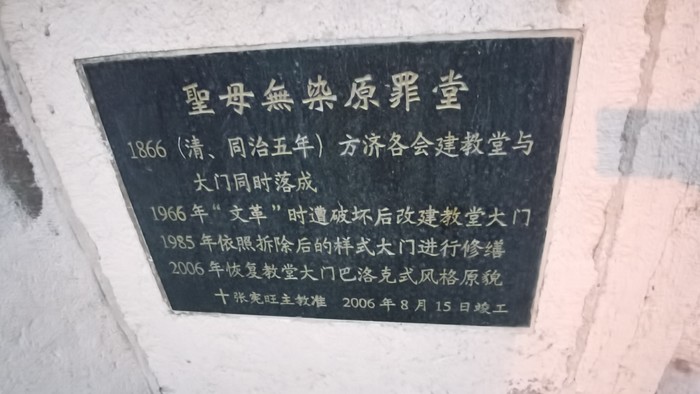 聖母無染原罪堂
1866（清、同治五年）方济各会建教堂与
大门同时落成
1966年“文革”时遭破坏后改建教堂大门
1985年依照拆除后的样式大门进行修缮
2006年恢复教堂大门巴洛克式风格原貌
十张宪旺主教准 2006年8月15日竣工